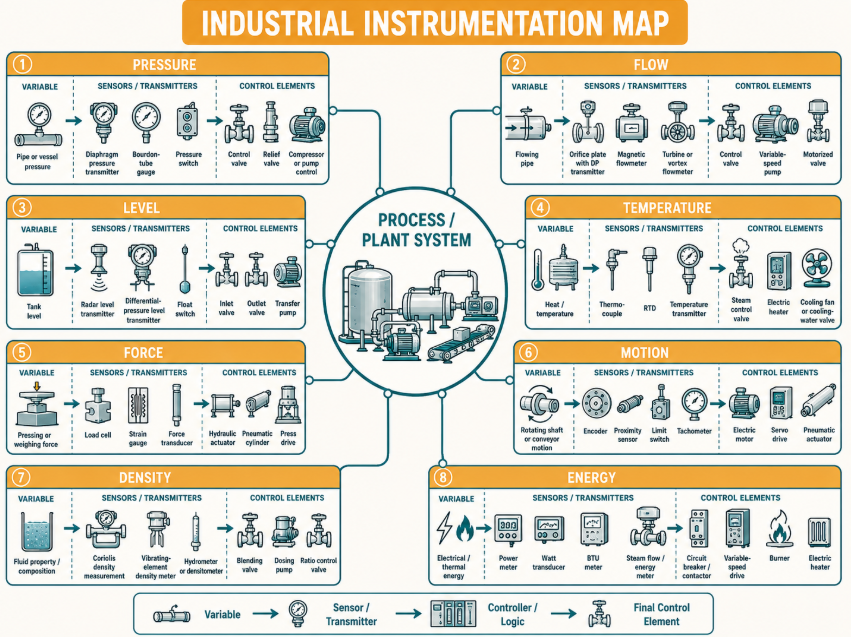 INDUSTRIAL INSTRUMENTATION MAP
1 PRESSURE
VARIABLE
SENSORS / TRANSMITTERS
CONTROL ELEMENTS
Pipe or vessel
pressure
Diaphragm
pressure
transmitter
Bourdon-
tube
gauge
Pressure
switch
Control
valve
Relief
valve
Compressor
or pump
control
2 FLOW
VARIABLE
SENSORS / TRANSMITTERS
CONTROL ELEMENTS
Flowing
pipe
Orifice plate
with DP
transmitter
Magnetic
flowmeter
Turbine or
vortex
flowmeter
Control
valve
Variable-
speed
pump
Motorized
valve
3 LEVEL
VARIABLE
SENSORS / TRANSMITTERS
CONTROL ELEMENTS
Tank
level
Radar level
transmitter
Differential-
pressure level
transmitter
Float
switch
Inlet
valve
Outlet
valve
Transfer
pump
PROCESS /
PLANT SYSTEM
4 TEMPERATURE
VARIABLE
SENSORS / TRANSMITTERS
CONTROL ELEMENTS
Heat /
temperature
Thermo-
couple
RTD
Temperature
transmitter
Steam
control
valve
Electric
heater
Cooling fan
or cooling-
water valve
5 FORCE
VARIABLE
SENSORS / TRANSMITTERS
CONTROL ELEMENTS
Pressing or
weighing force
Load cell
Strain
gauge
Force
transducer
Hydraulic
actuator
Pneumatic
cylinder
Press
drive
6 MOTION
VARIABLE
SENSORS / TRANSMITTERS
CONTROL ELEMENTS
Rotating shaft
or conveyor
motion
Encoder
Proximity
sensor
Limit
switch
Tachometer
Electric
motor
Servo
drive
Pneumatic
actuator
7 DENSITY
VARIABLE
SENSORS / TRANSMITTERS
CONTROL ELEMENTS
Fluid property /
composition
Coriolis
density
measurement
Vibrating-
element
density meter
Hydrometer
or densitometer
Blending
valve
Dosing
pump
Ratio control
valve
8 ENERGY
VARIABLE
SENSORS / TRANSMITTERS
CONTROL ELEMENTS
Electrical /
thermal
energy
Power
meter
Watt
transducer
BTU
meter
Steam flow /
energy
meter
Circuit
breaker /
contactor
Variable-
speed
drive
Burner
Electric
heater
Variable
Sensor /
Transmitter
Controller /
Logic
Final Control
Element